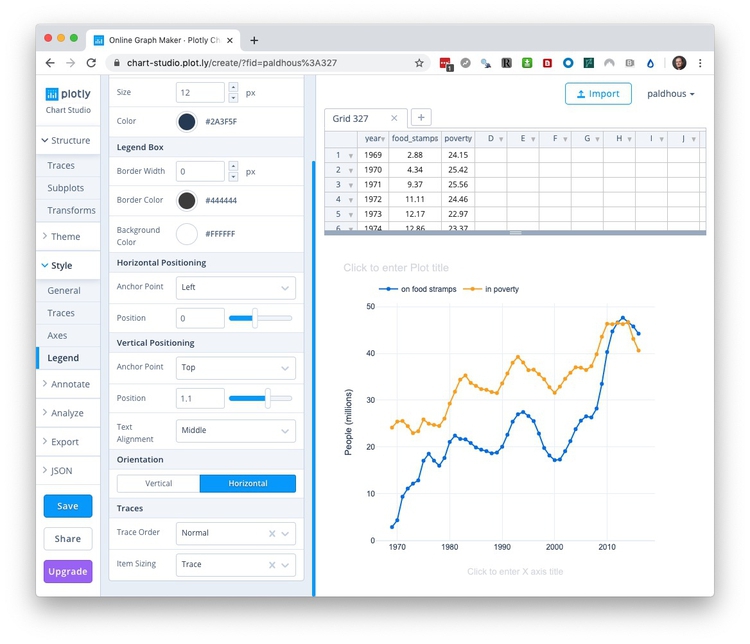 Online Graph Maker · Plotly Ch
chart-studio.plot.ly/create/?fid=paldhous%3A327
plotly
Chart Studio
Structure
Traces
Subplots
Transforms
Theme
Style
General
Traces
Axes
Legend
Annotate
Analyze
Export
JSON
Save
Share
Upgrade
Size 12 px
Color #2A3F5F
Legend Box
Border Width 0 px
Border Color #444444
Background
Color #FFFFFF
Horizontal Positioning
Anchor Point Left
Position 0
Vertical Positioning
Anchor Point Top
Position 1.1
Text
Alignment Middle
Orientation
Vertical Horizontal
Traces
Trace Order Normal
Item Sizing Trace
Import paldhous
Grid 327
year food_stamps poverty D E F G H I J
1 1969 2.88 24.15
2 1970 4.34 25.42
3 1971 9.37 25.56
4 1972 11.11 24.46
5 1973 12.17 22.97
6 1974 12.86 23.37
Click to enter Plot title
on food stramps in poverty
50
40
30
20
10
0
People (millions)
1970 1980 1990 2000 2010
Click to enter X axis title